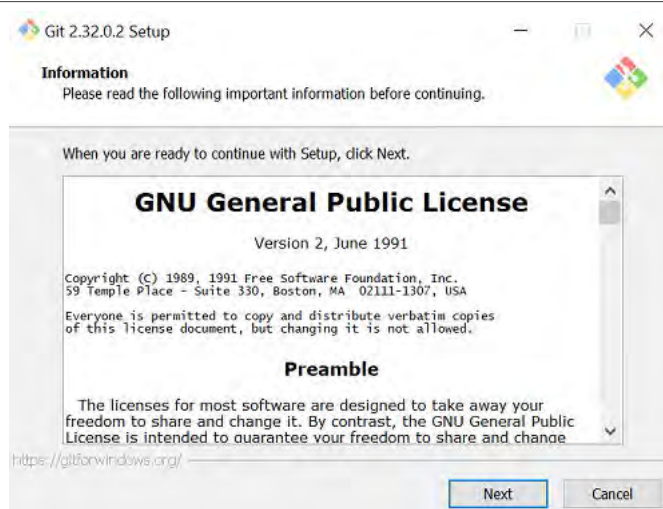 Git 2.32.0.2 Setup
Information
Please read the following important information before continuing.
When you are ready to continue with Setup, click Next.
GNU General Public License
Version 2, June 1991
Copyright (C) 1989, 1991 Free Software Foundation, Inc.
59 Temple Place - Suite 330, Boston, MA  02111-1307, USA
Everyone is permitted to copy and distribute verbatim copies
of this license document, but changing it is not allowed.
Preamble
The licenses for most software are designed to take away your
freedom to share and change it. By contrast, the GNU General Public
License is intended to guarantee your freedom to share and change
https://gitforwindows.org/
Next Cancel